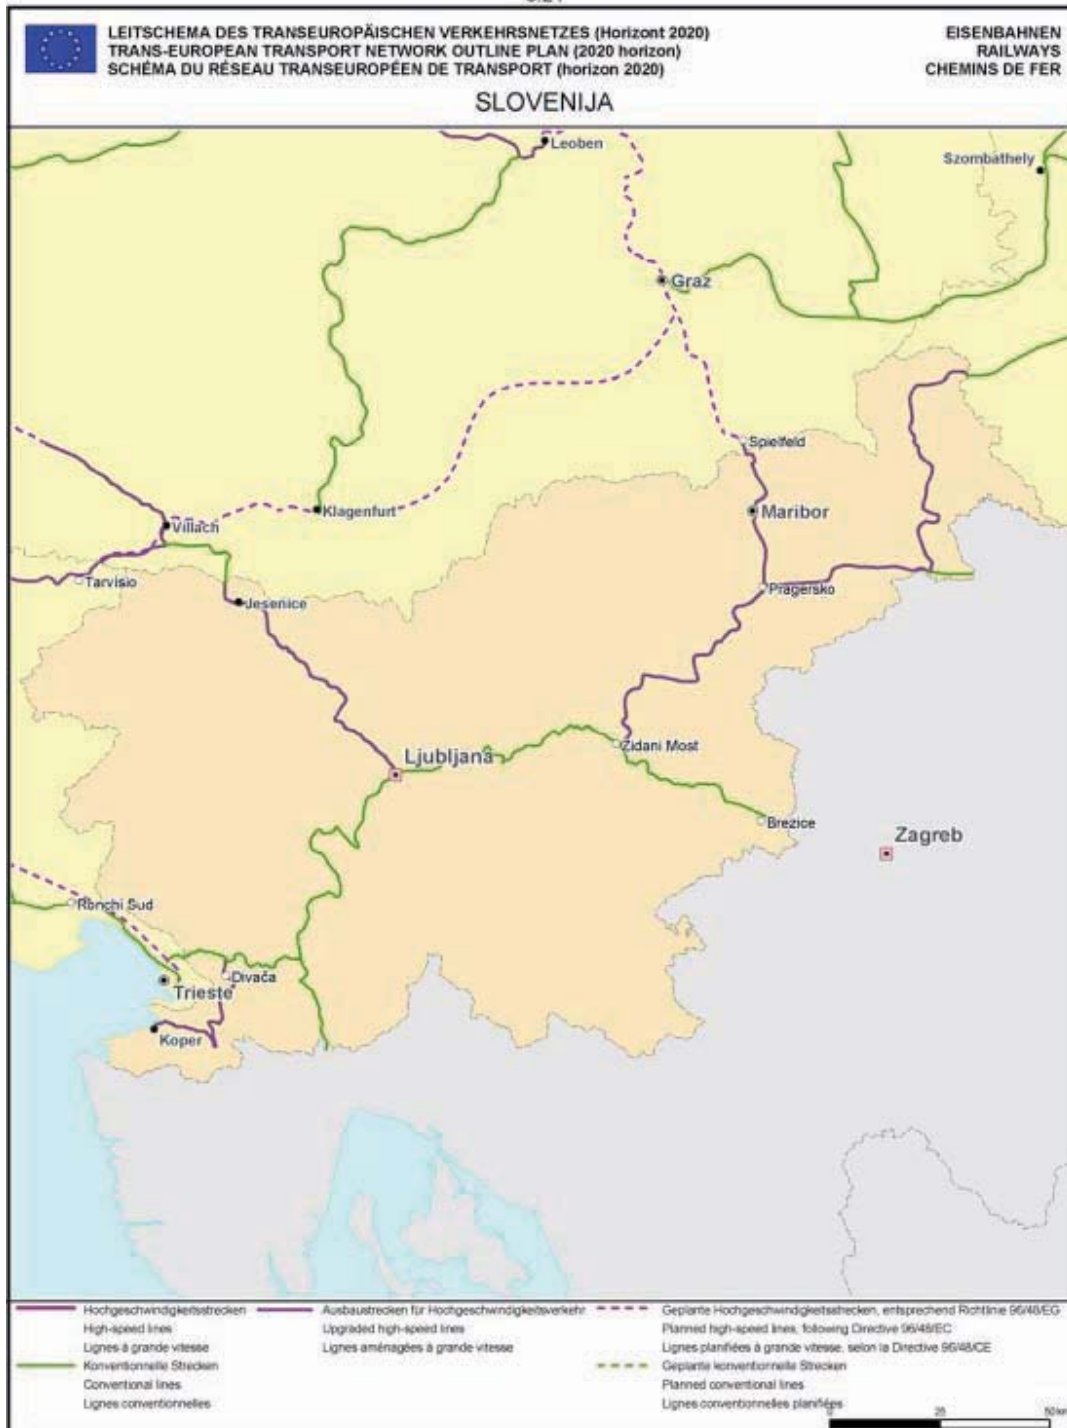 LEITSCHEMA DES TRANSEUROPÄISCHEN VERKEHRSNETZES (Horizont 2020)
TRANS-EUROPEAN TRANSPORT NETWORK OUTLINE PLAN (2020 horizon)
SCHÉMA DU RÉSEAU TRANSEUROPÉEN DE TRANSPORT (horizon 2020)
EISENBAHNEN
RAILWAYS
CHEMINS DE FER
SLOVENIJA
Leoben
Szombathely
Graz
Spielfeld
Klagenfurt
Maribor
Villach
Tarvisio
Jesenice
Pragersko
Ljubljana
Zidani Most
Brezice
Zagreb
Ronchi Sud
Divača
Trieste
Koper
Hochgeschwindigkeitsstrecken
High-speed lines
Lignes à grande vitesse
Konventionelle Strecken
Conventional lines
Lignes conventionnelles
Ausbaustrecken für Hochgeschwindigkeitsverkehr
Upgraded high-speed lines
Lignes aménagées à grande vitesse
Geplante Hochgeschwindigkeitsstrecken, entsprechend Richtlinie 96/48/EG
Planned high-speed lines, following Directive 96/48/EC
Lignes planifiées à grande vitesse, selon la Directive 96/48/CE
Geplante konventionelle Strecken
Planned conventional lines
Lignes conventionnelles planifiées
0 25 50 km